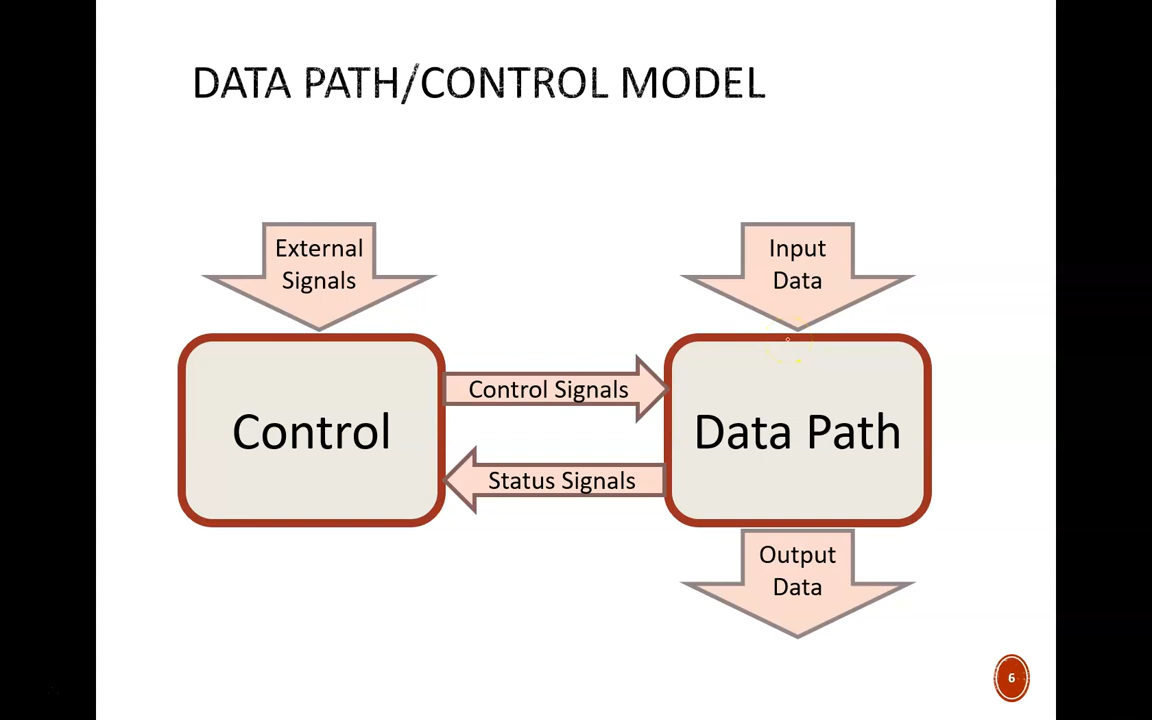 DATA PATH/CONTROL MODEL
External
Signals
Input
Data
Control
Control Signals
Status Signals
Data Path
Output
Data
6